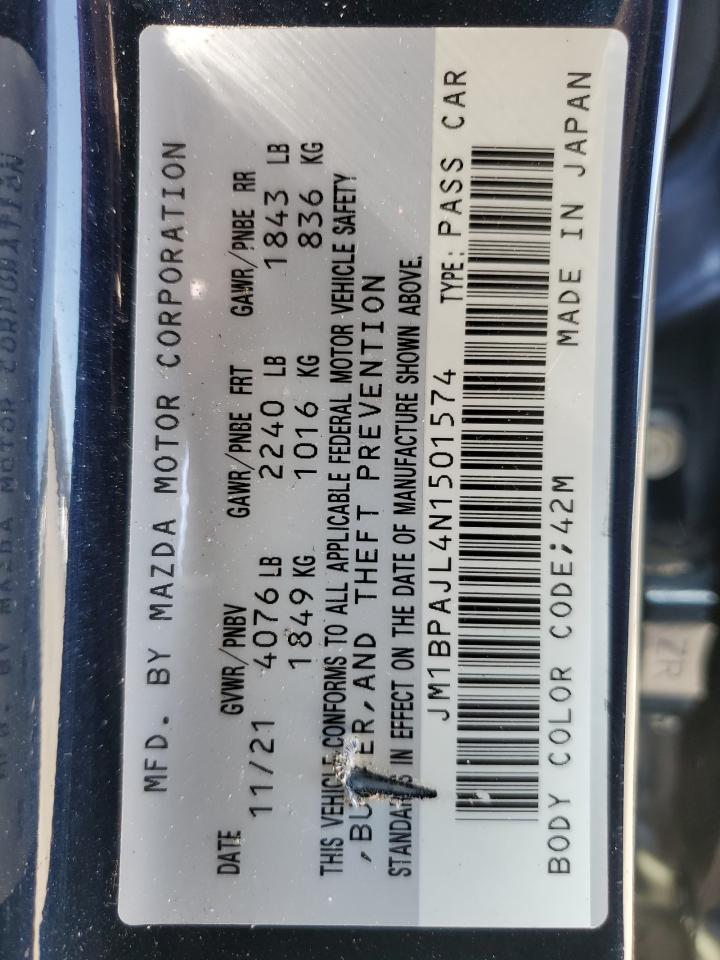 MFD. BY MAZDA MOTOR CORPORATION
DATE GVWR/PNBV GAWR/PNBE FRT GAWR/PNBE RR
11/21 4076 LB 2240 LB 1843 LB
1849 KG 1016 KG 836 KG
THIS VEHICLE CONFORMS TO ALL APPLICABLE FEDERAL MOTOR VEHICLE SAFETY
, AND THEFT PREVENTION
STANDARDS IN EFFECT ON THE DATE OF MANUFACTURE SHOWN ABOVE.
JM1BPAJL4N1501574 TYPE: PASS CAR
BODY COLOR CODE;42M MADE IN JAPAN
ZR